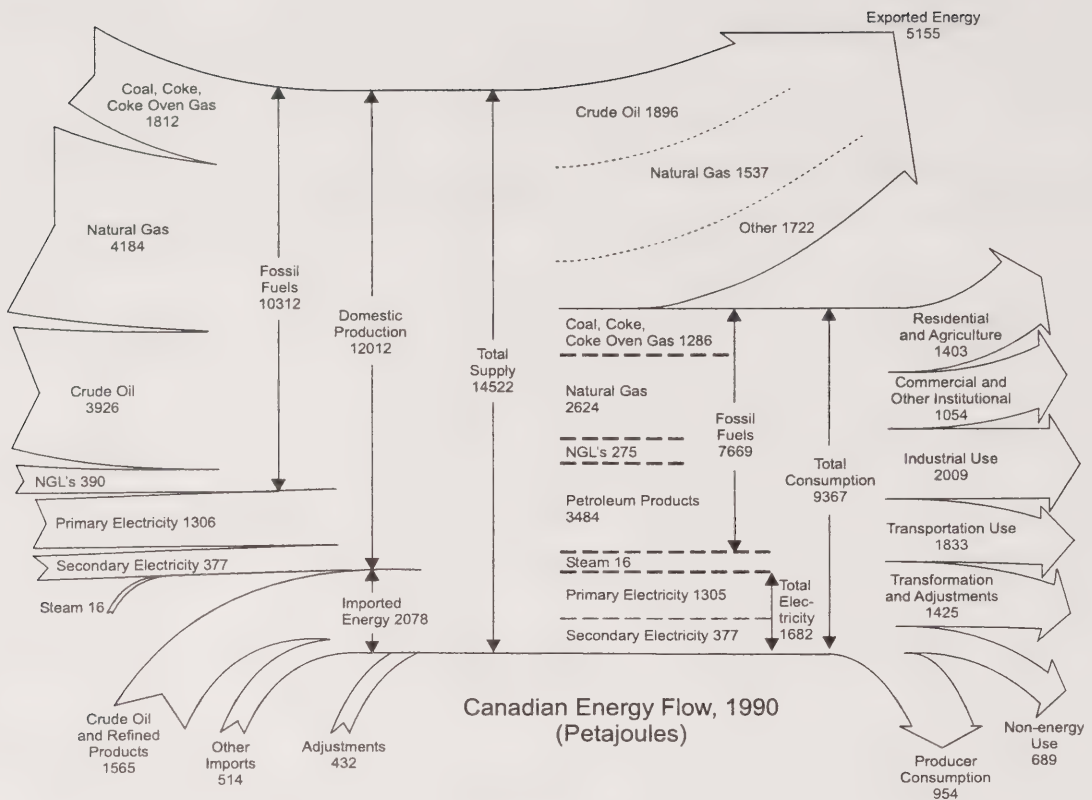 Exported Energy
5155
Coal, Coke,
Coke Oven Gas
1812
Crude Oil 1896
Natural Gas 1537
Other 1722
Natural Gas
4184
Fossil
Fuels
10312
Domestic
Production
12012
Total
Supply
14522
Coal, Coke,
Coke Oven Gas 1286
Natural Gas
2624
NGL's 275
Petroleum Products
3484
Steam 16
Primary Electricity 1305
Secondary Electricity 377
Fossil
Fuels
7669
Total
Elec-
tricity
1682
Total
Consumption
9367
Residential
and Agriculture
1403
Commercial and
Other Institutional
1054
Industrial Use
2009
Transportation Use
1833
Transformation
and Adjustments
1425
Crude Oil
3926
NGL's 390
Primary Electricity 1306
Secondary Electricity 377
Steam 16
Imported
Energy 2078
Crude Oil
and Refined
Products
1565
Other
Imports
514
Adjustments
432
Canadian Energy Flow, 1990
(Petajoules)
Non-energy
Use
689
Producer
Consumption
954